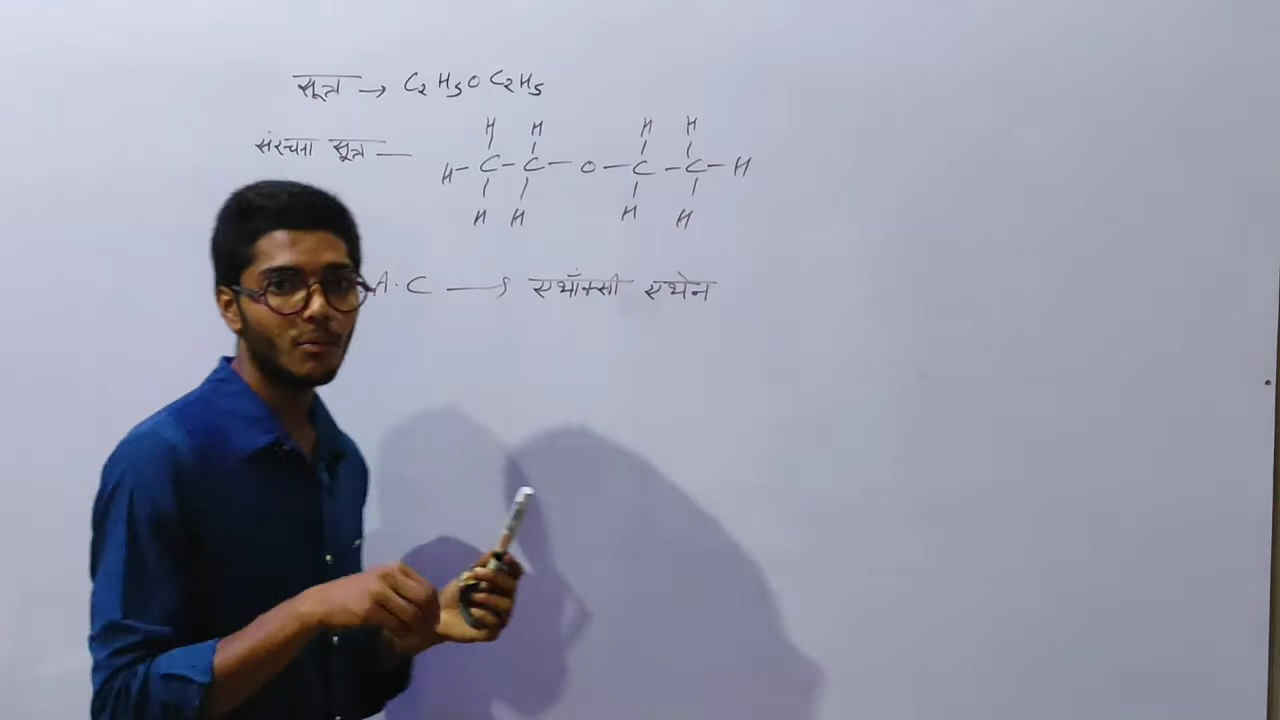 सूत्र → C₂H₅OC₂H₅
H H H H
संरचना सूत्र — H-C-C-O-C-C-H
H H H H
A.C → एथॉक्सी एथेन